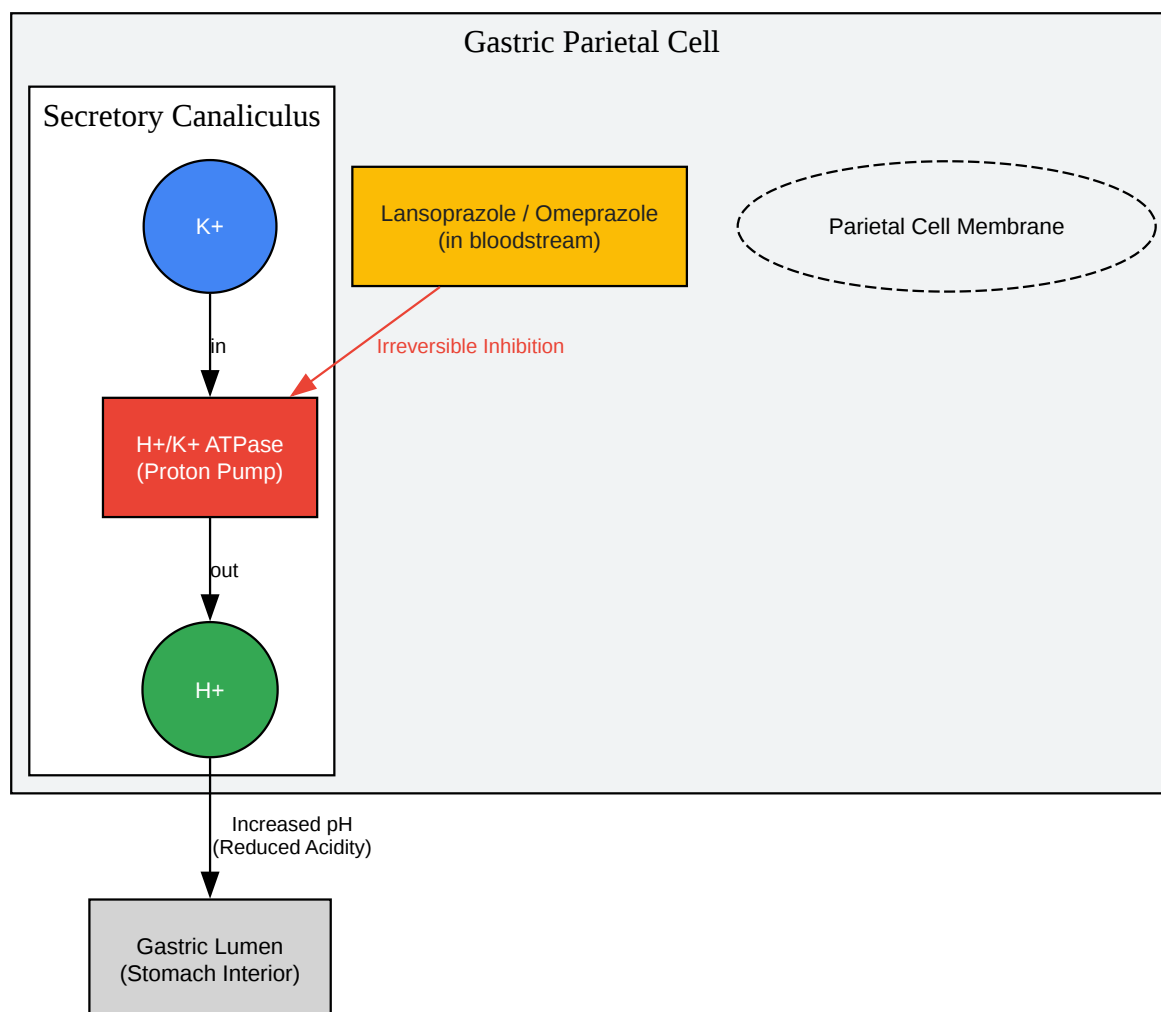 Gastric Parietal Cell
Secretory Canaliculus
K+
Lansoprazole / Omeprazole
(in bloodstream)
Parietal Cell Membrane
in
Irreversible Inhibition
H+/K+ ATPase
(Proton Pump)
out
H+
Increased pH
(Reduced Acidity)
Gastric Lumen
(Stomach Interior)